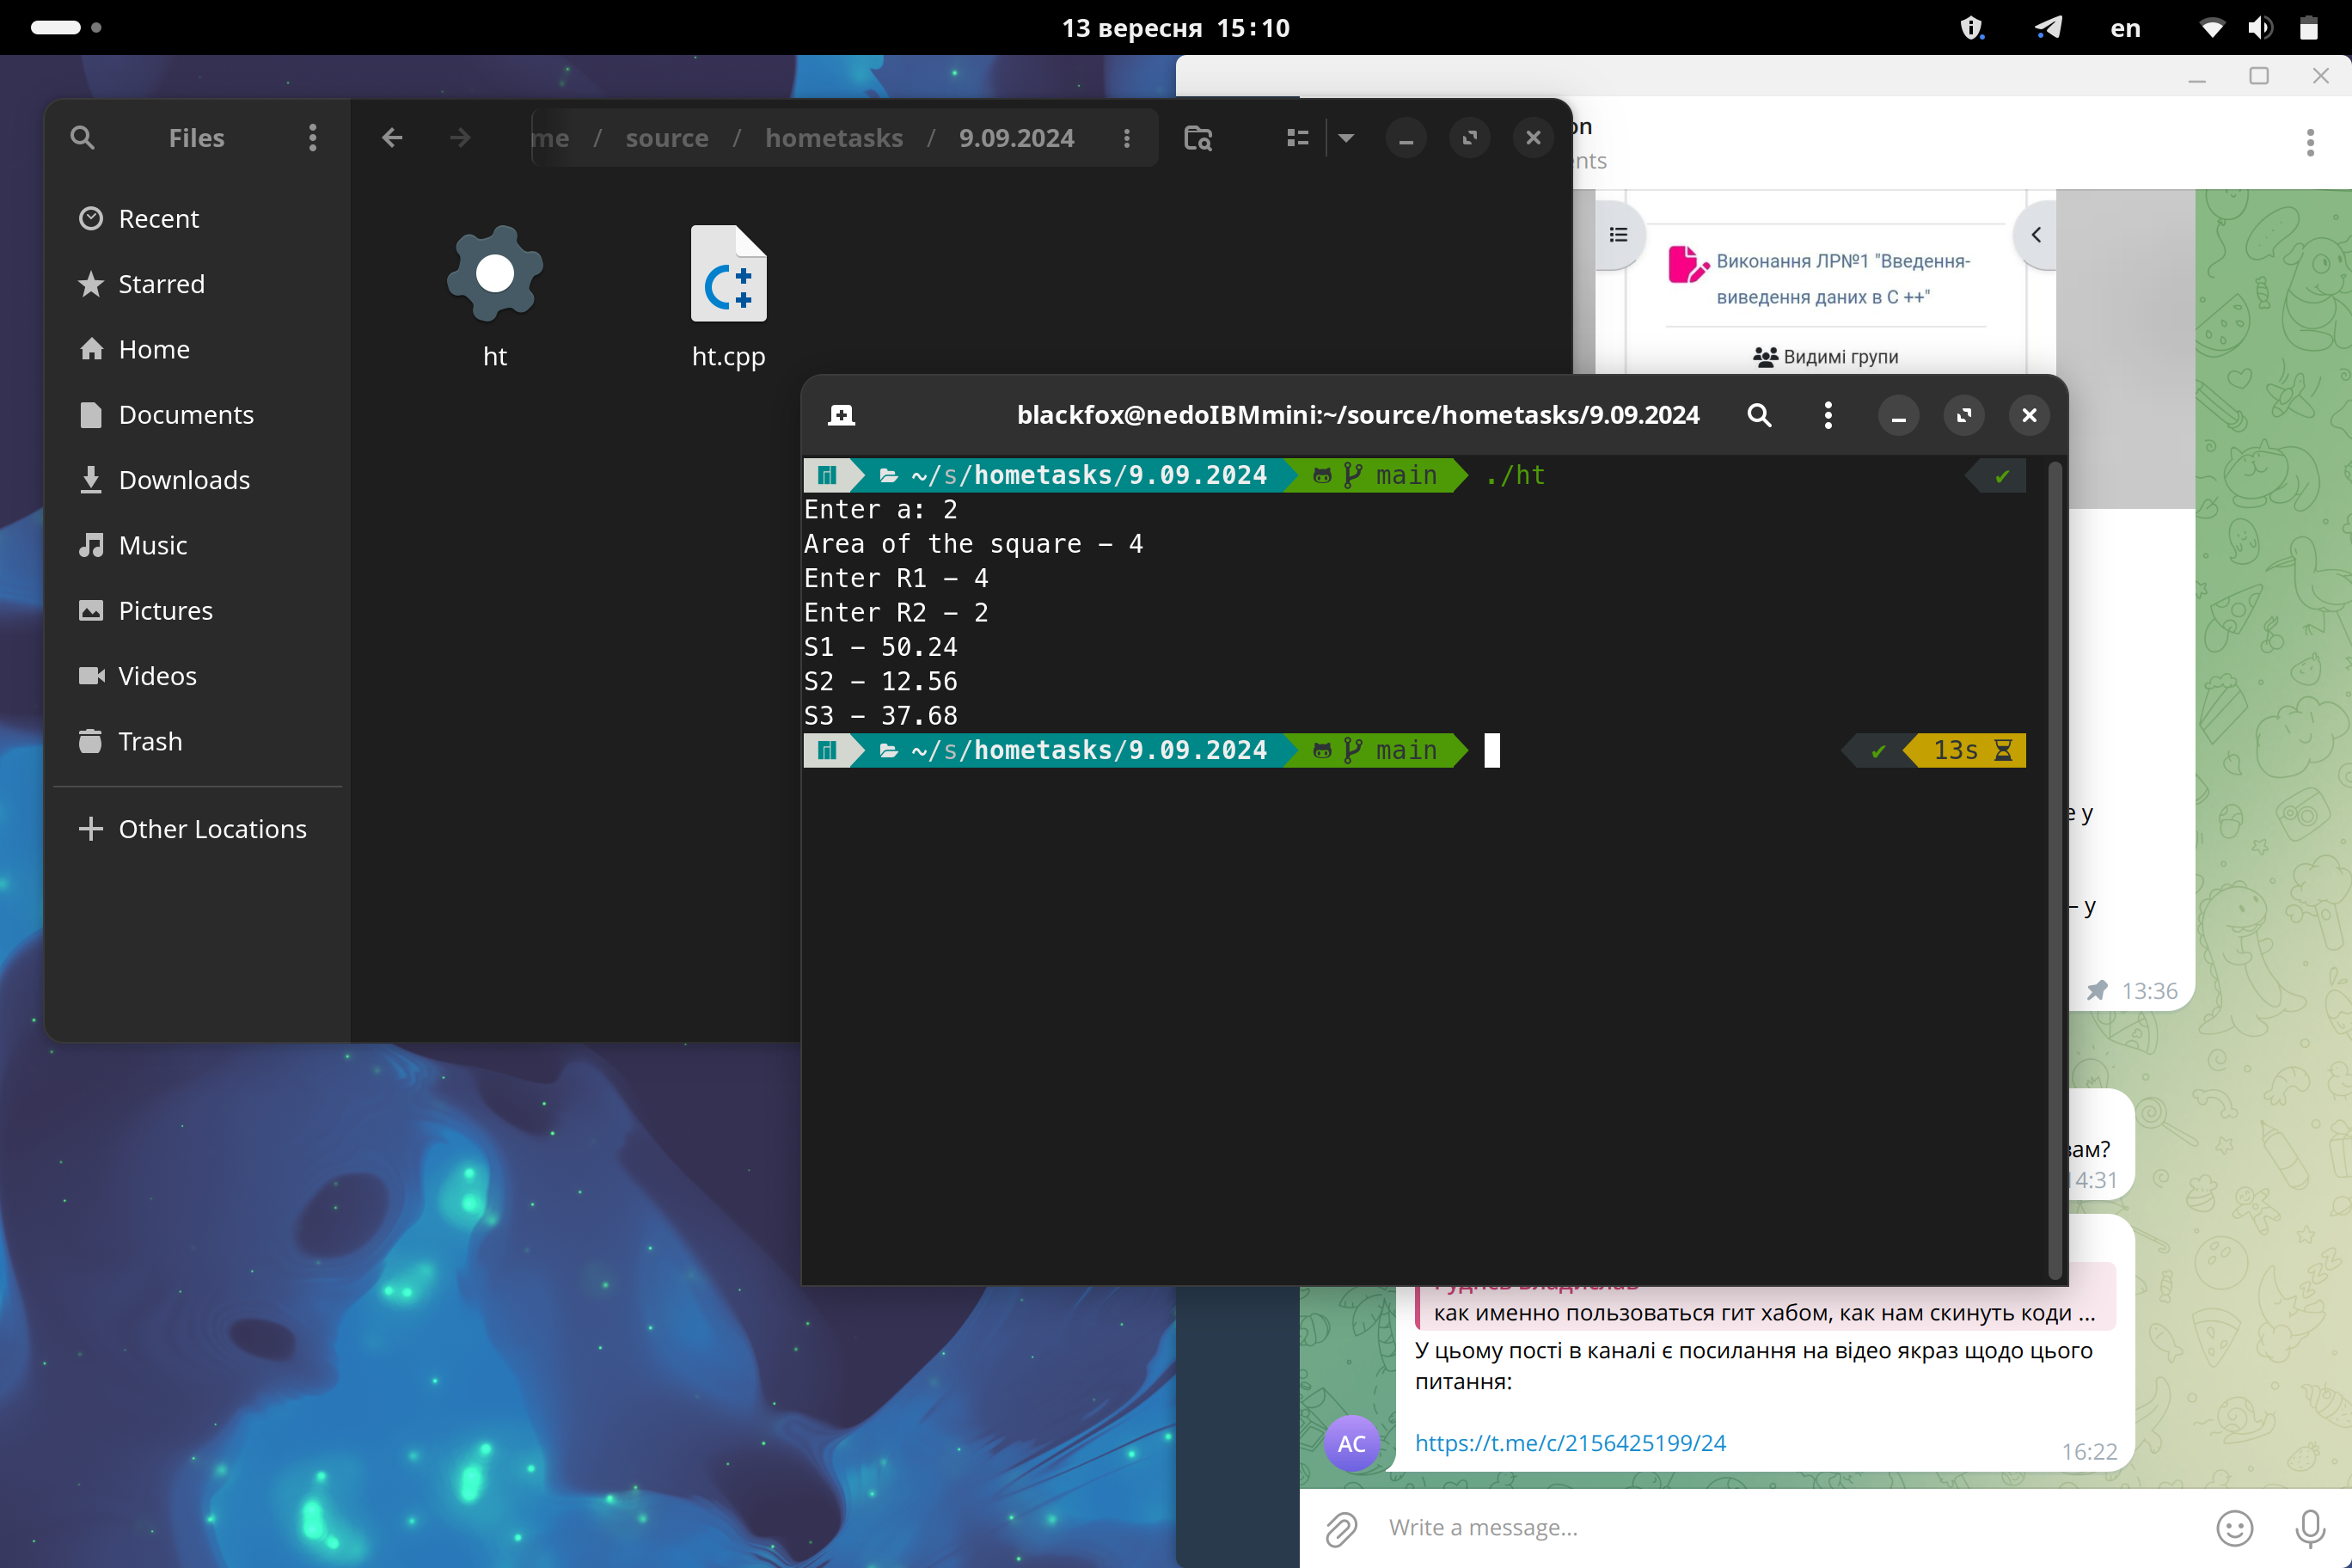 13 вересня 15:10
en
Files
me / source / hometasks / 9.09.2024
Recent
Starred
Home
Documents
Downloads
Music
Pictures
Videos
Trash
Other Locations
ht
ht.cpp
on
nts
Виконання ЛР№1 "Введення-
виведення даних в C ++"
Видимі групи
blackfox@nedoIBMmini:~/source/hometasks/9.09.2024
~/s/hometasks/9.09.2024 main ./ht ✔
Enter a: 2
Area of the square - 4
Enter R1 - 4
Enter R2 - 2
S1 - 50.24
S2 - 12.56
S3 - 37.68
~/s/hometasks/9.09.2024 main ✔ 13s
е у
– у
13:36
вам?
14:31
как именно пользоваться гит хабом, как нам скинуть коди ...
У цьому пості в каналі є посилання на відео якраз щодо цього
питання:
https://t.me/c/2156425199/24
16:22
AC
Write a message...